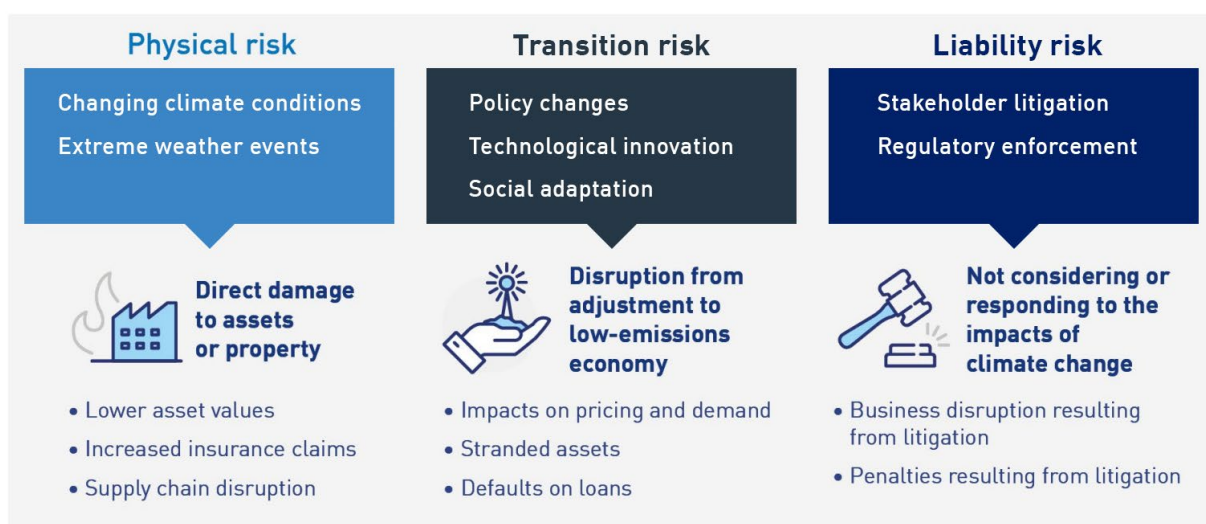 Physical risk
Changing climate conditions
Extreme weather events
Direct damage
to assets
or property
• Lower asset values
• Increased insurance claims
• Supply chain disruption
Transition risk
Policy changes
Technological innovation
Social adaptation
Disruption from
adjustment to
low-emissions
economy
• Impacts on pricing and demand
• Stranded assets
• Defaults on loans
Liability risk
Stakeholder litigation
Regulatory enforcement
Not considering or
responding to the
impacts of
climate change
• Business disruption resulting
from litigation
• Penalties resulting from litigation